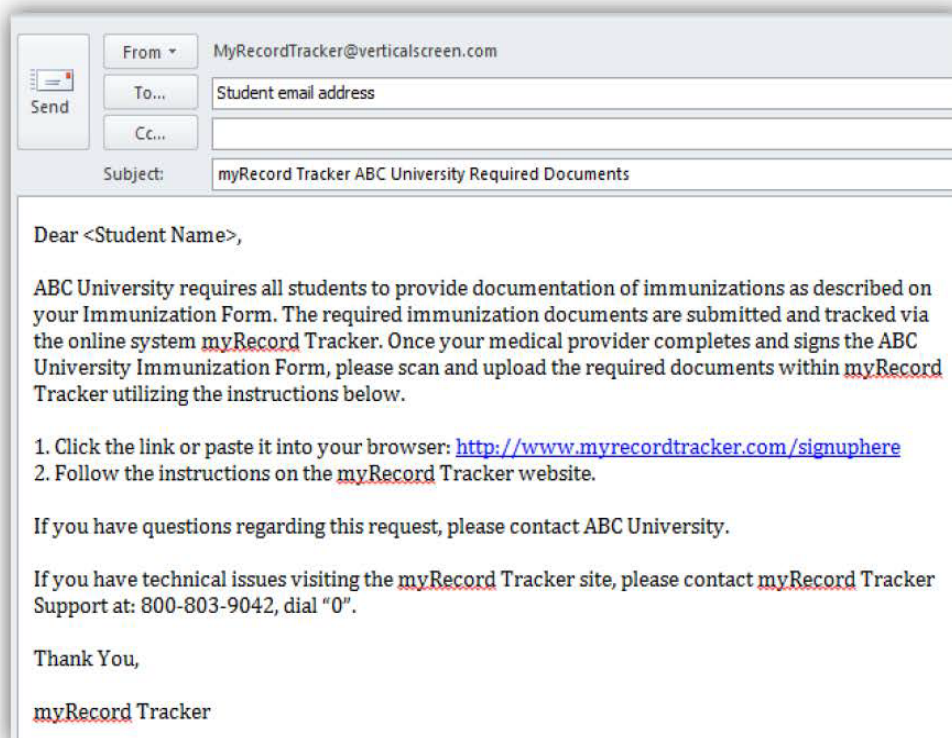 From
MyRecordTracker@verticalscreen.com
Send
To...
Student email address
Cc...
Subject:
myRecord Tracker ABC University Required Documents
Dear <Student Name>,
ABC University requires all students to provide documentation of immunizations as described on
your Immunization Form. The required immunization documents are submitted and tracked via
the online system myRecord Tracker. Once your medical provider completes and signs the ABC
University Immunization Form, please scan and upload the required documents within myRecord
Tracker utilizing the instructions below.
1. Click the link or paste it into your browser: http://www.myrecordtracker.com/signuphere
2. Follow the instructions on the myRecord Tracker website.
If you have questions regarding this request, please contact ABC University.
If you have technical issues visiting the myRecord Tracker site, please contact myRecord Tracker
Support at: 800-803-9042, dial “0”.
Thank You,
myRecord Tracker